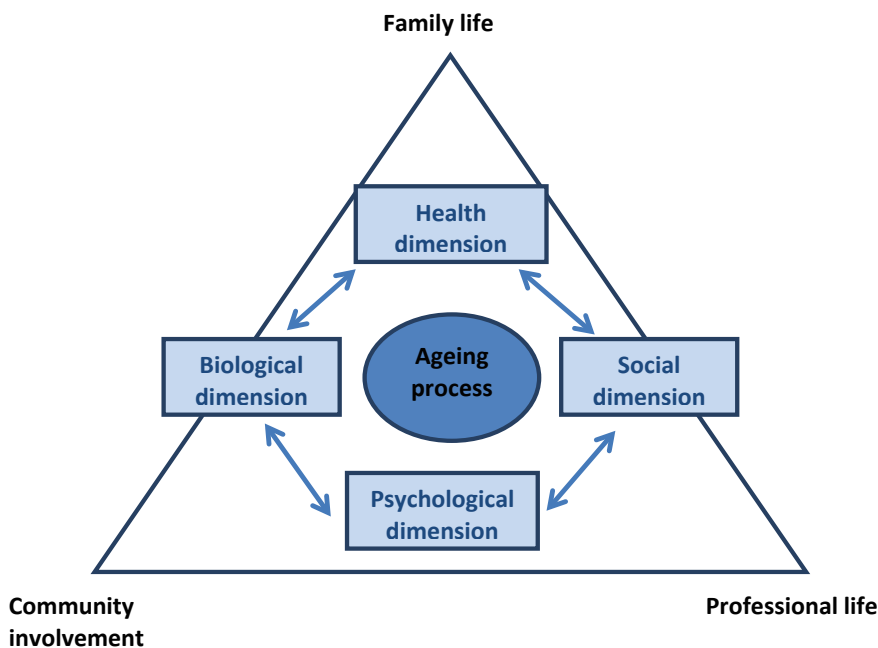 Family life
Health
dimension
Biological
dimension
Ageing
process
Social
dimension
Psychological
dimension
Community
involvement
Professional life